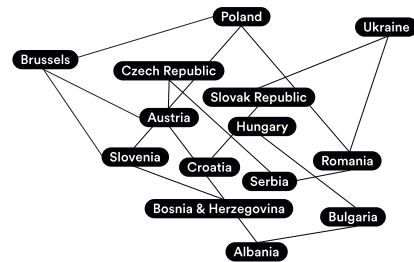 Poland
Ukraine
Brussels
Czech Republic
Slovak Republic
Austria
Hungary
Slovenia
Croatia
Romania
Serbia
Bosnia & Herzegovina
Bulgaria
Albania